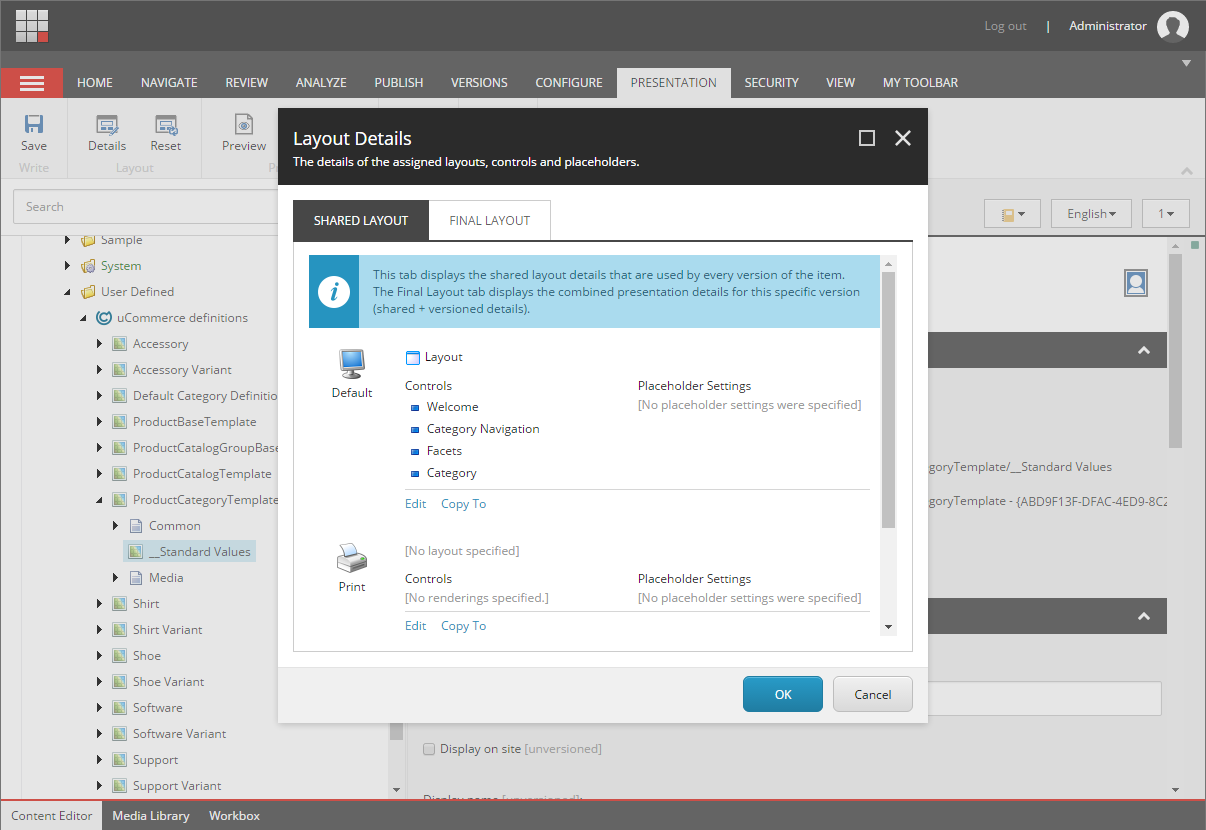 Log out | Administrator
HOME NAVIGATE REVIEW ANALYZE PUBLISH VERSIONS CONFIGURE PRESENTATION SECURITY VIEW MY TOOLBAR
Save Details Reset Preview
Write Layout
Search
English 1
Sample
System
User Defined
uCommerce definitions
Accessory
Accessory Variant
Default Category Definitio
ProductBaseTemplate
ProductCatalogGroupBase
ProductCatalogTemplate
ProductCategoryTemplate
Common
__Standard Values
Media
Shirt
Shirt Variant
Shoe
Shoe Variant
Software
Software Variant
Support
Support Variant
Layout Details
The details of the assigned layouts, controls and placeholders.
SHARED LAYOUT FINAL LAYOUT
i
This tab displays the shared layout details that are used by every version of the item.
The Final Layout tab displays the combined presentation details for this specific version
(shared + versioned details).
Default
Layout
Controls Placeholder Settings
Welcome [No placeholder settings were specified]
Category Navigation
Facets
Category
Edit Copy To
Print
[No layout specified]
Controls Placeholder Settings
[No renderings specified.] [No placeholder settings were specified]
Edit Copy To
OK Cancel
goryTemplate/__Standard Values
goryTemplate - {ABD9F13F-DFAC-4ED9-8C2
Display on site [unversioned]
Display name [unversioned]:
Content Editor Media Library Workbox